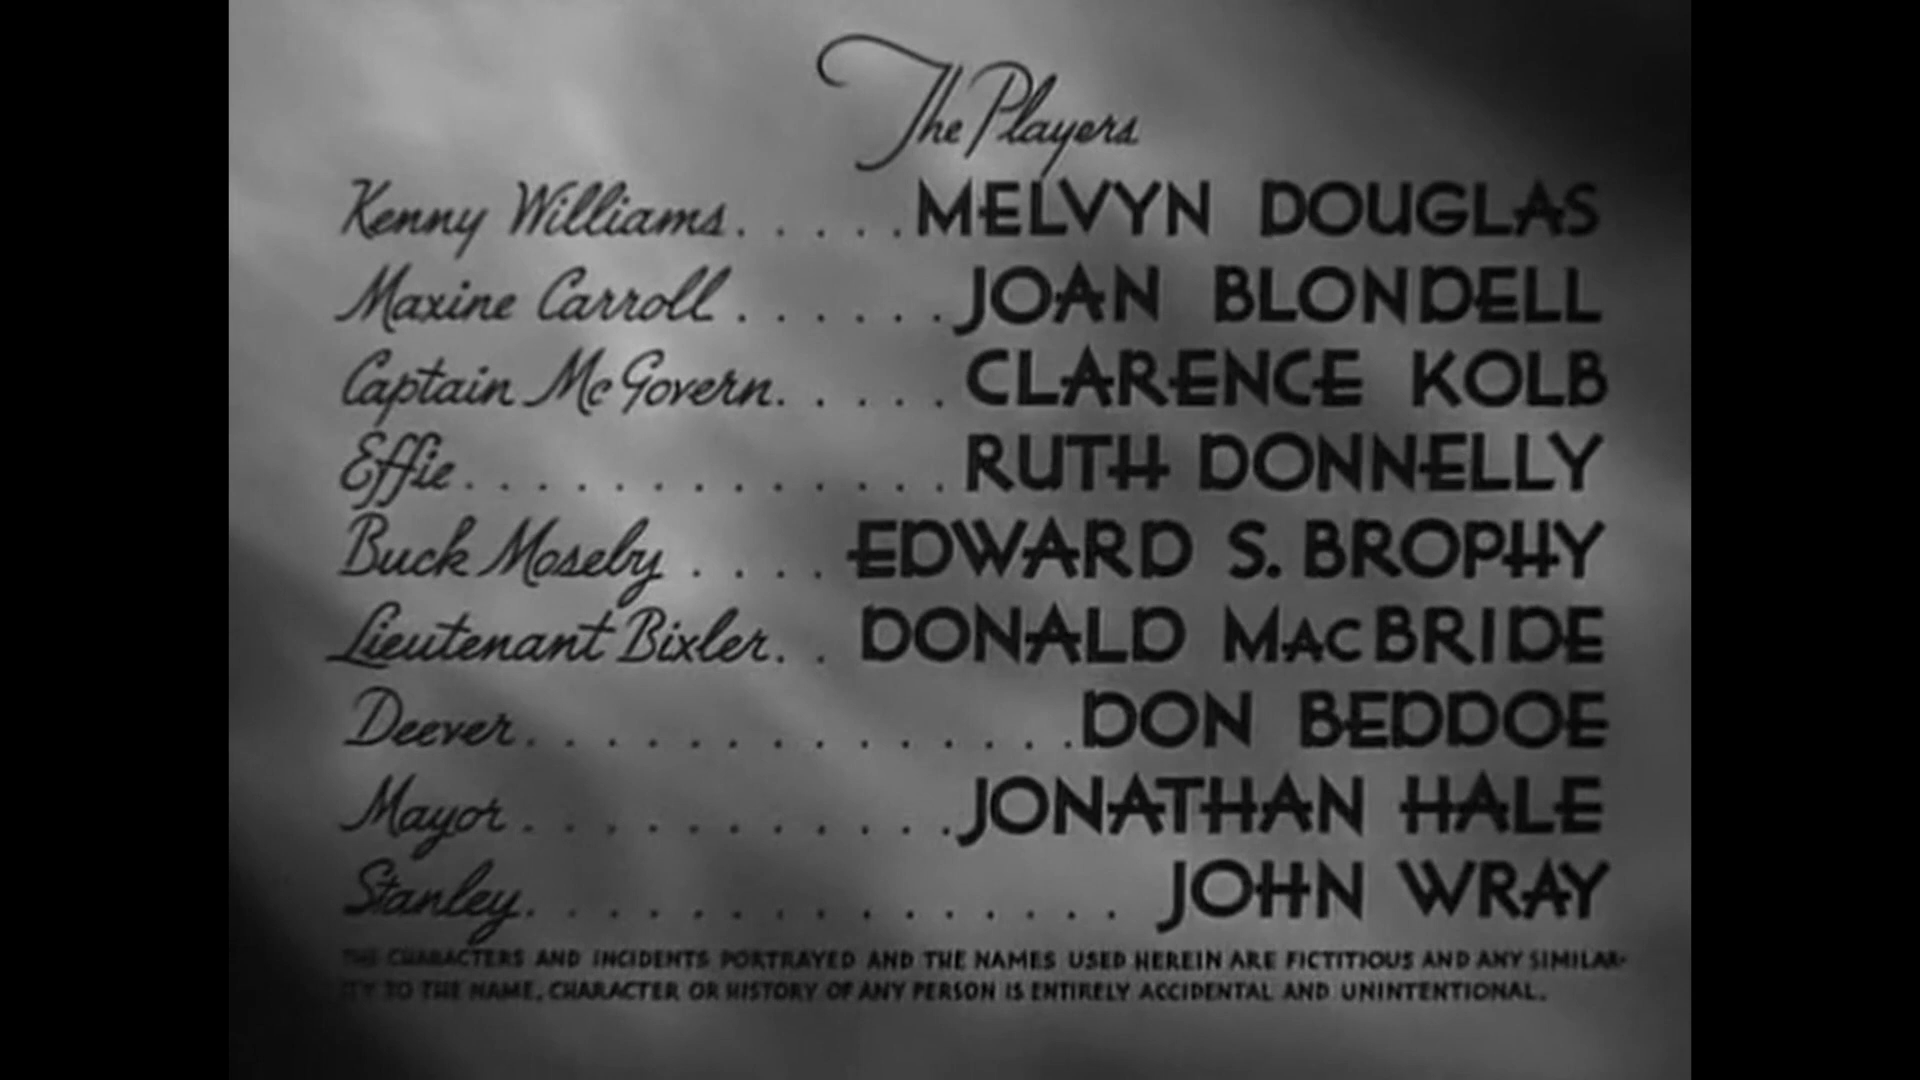 The Players
Kenny Williams.....MELVYN DOUGLAS
Maxine Carroll......JOAN BLONDELL
Captain McGovern.....CLARENCE KOLB
Effie..............RUTH DONNELLY
Buck Moseby....EDWARD S. BROPHY
Lieutenant Bixler..DONALD MACBRIDE
Deever................DON BEDDOE
Mayor.............JONATHAN HALE
Stanley...............JOHN WRAY
THE CHARACTERS AND INCIDENTS PORTRAYED AND THE NAMES USED HEREIN ARE FICTITIOUS AND ANY SIMILAR-
ITY TO THE NAME, CHARACTER OR HISTORY OF ANY PERSON IS ENTIRELY ACCIDENTAL AND UNINTENTIONAL.